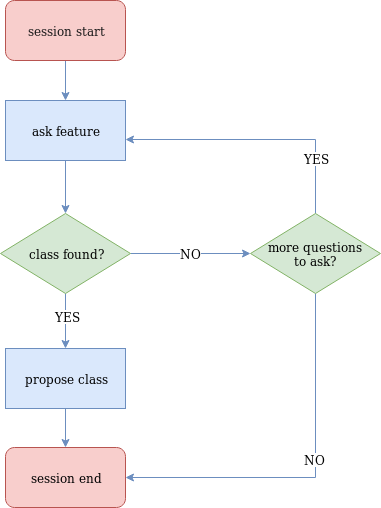 session start
ask feature
YES
class found?
NO
more questions
to ask?
YES
propose class
NO
session end